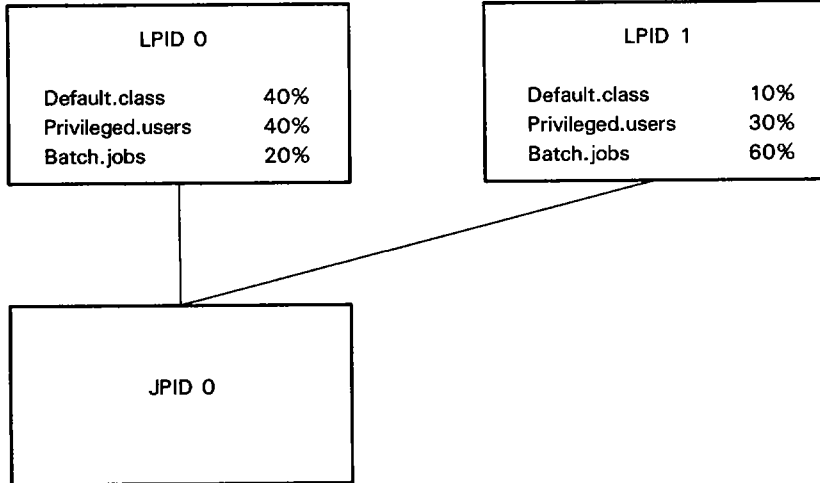 LPID 0
Default.class 40%
Privileged.users 40%
Batch.jobs 20%
LPID 1
Default.class 10%
Privileged.users 30%
Batch.jobs 60%
JPID 0